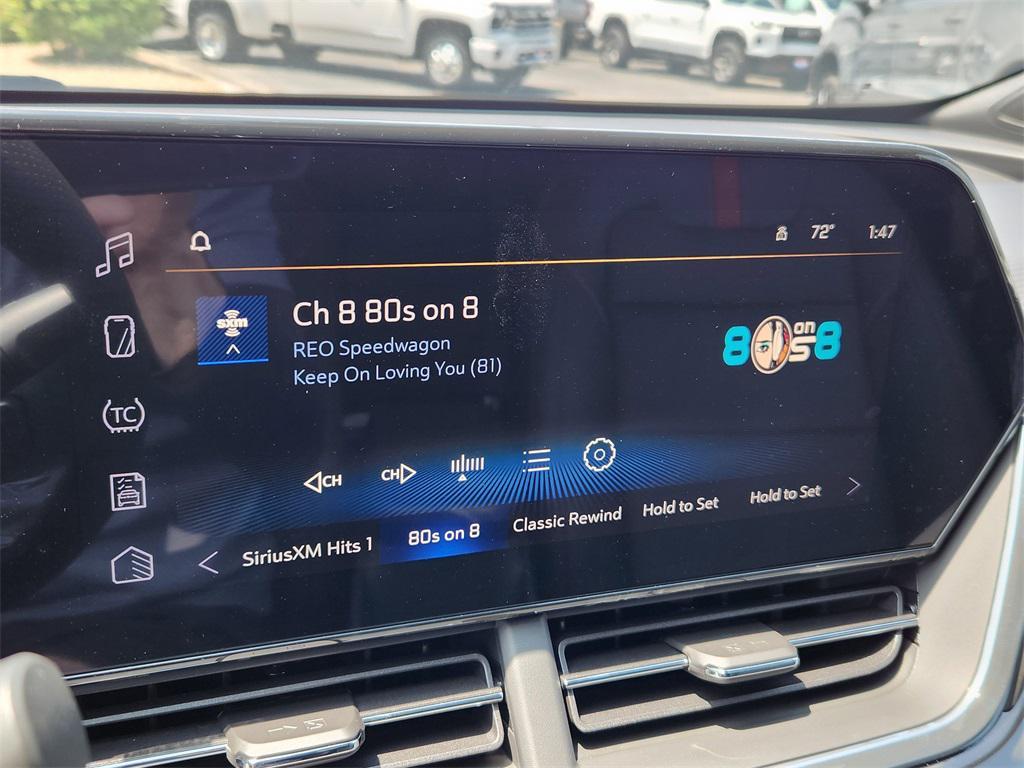 72° 1:47
sxm
Ch 8 80s on 8
REO Speedwagon
Keep On Loving You (81)
80s on 8
TC
CH CH
SiriusXM Hits 1 80s on 8 Classic Rewind Hold to Set Hold to Set